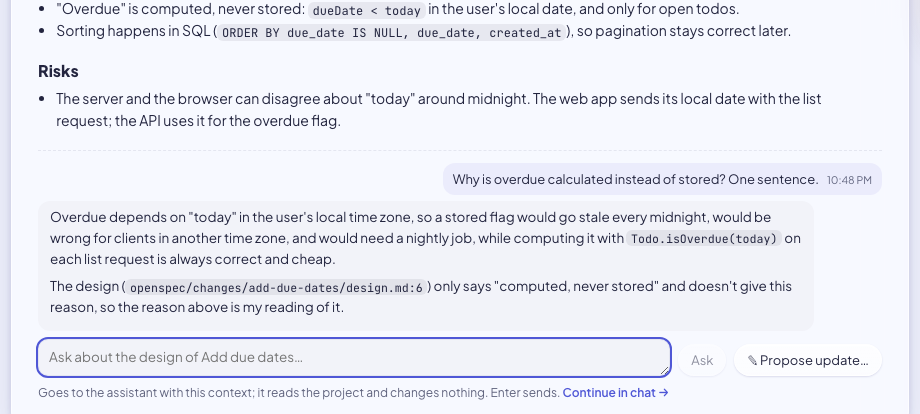 • "Overdue" is computed, never stored: dueDate < today in the user's local date, and only for open todos.
• Sorting happens in SQL (ORDER BY due_date IS NULL, due_date, created_at), so pagination stays correct later.
Risks
• The server and the browser can disagree about "today" around midnight. The web app sends its local date with the list
request; the API uses it for the overdue flag.
Why is overdue calculated instead of stored? One sentence. 10:48 PM
Overdue depends on "today" in the user's local time zone, so a stored flag would go stale every midnight, would be
wrong for clients in another time zone, and would need a nightly job, while computing it with Todo.isOverdue(today) on
each list request is always correct and cheap.
The design (openspec/changes/add-due-dates/design.md:6) only says "computed, never stored" and doesn't give this
reason, so the reason above is my reading of it.
Ask about the design of Add due dates…
Ask
✎ Propose update…
Goes to the assistant with this context; it reads the project and changes nothing. Enter sends. Continue in chat →